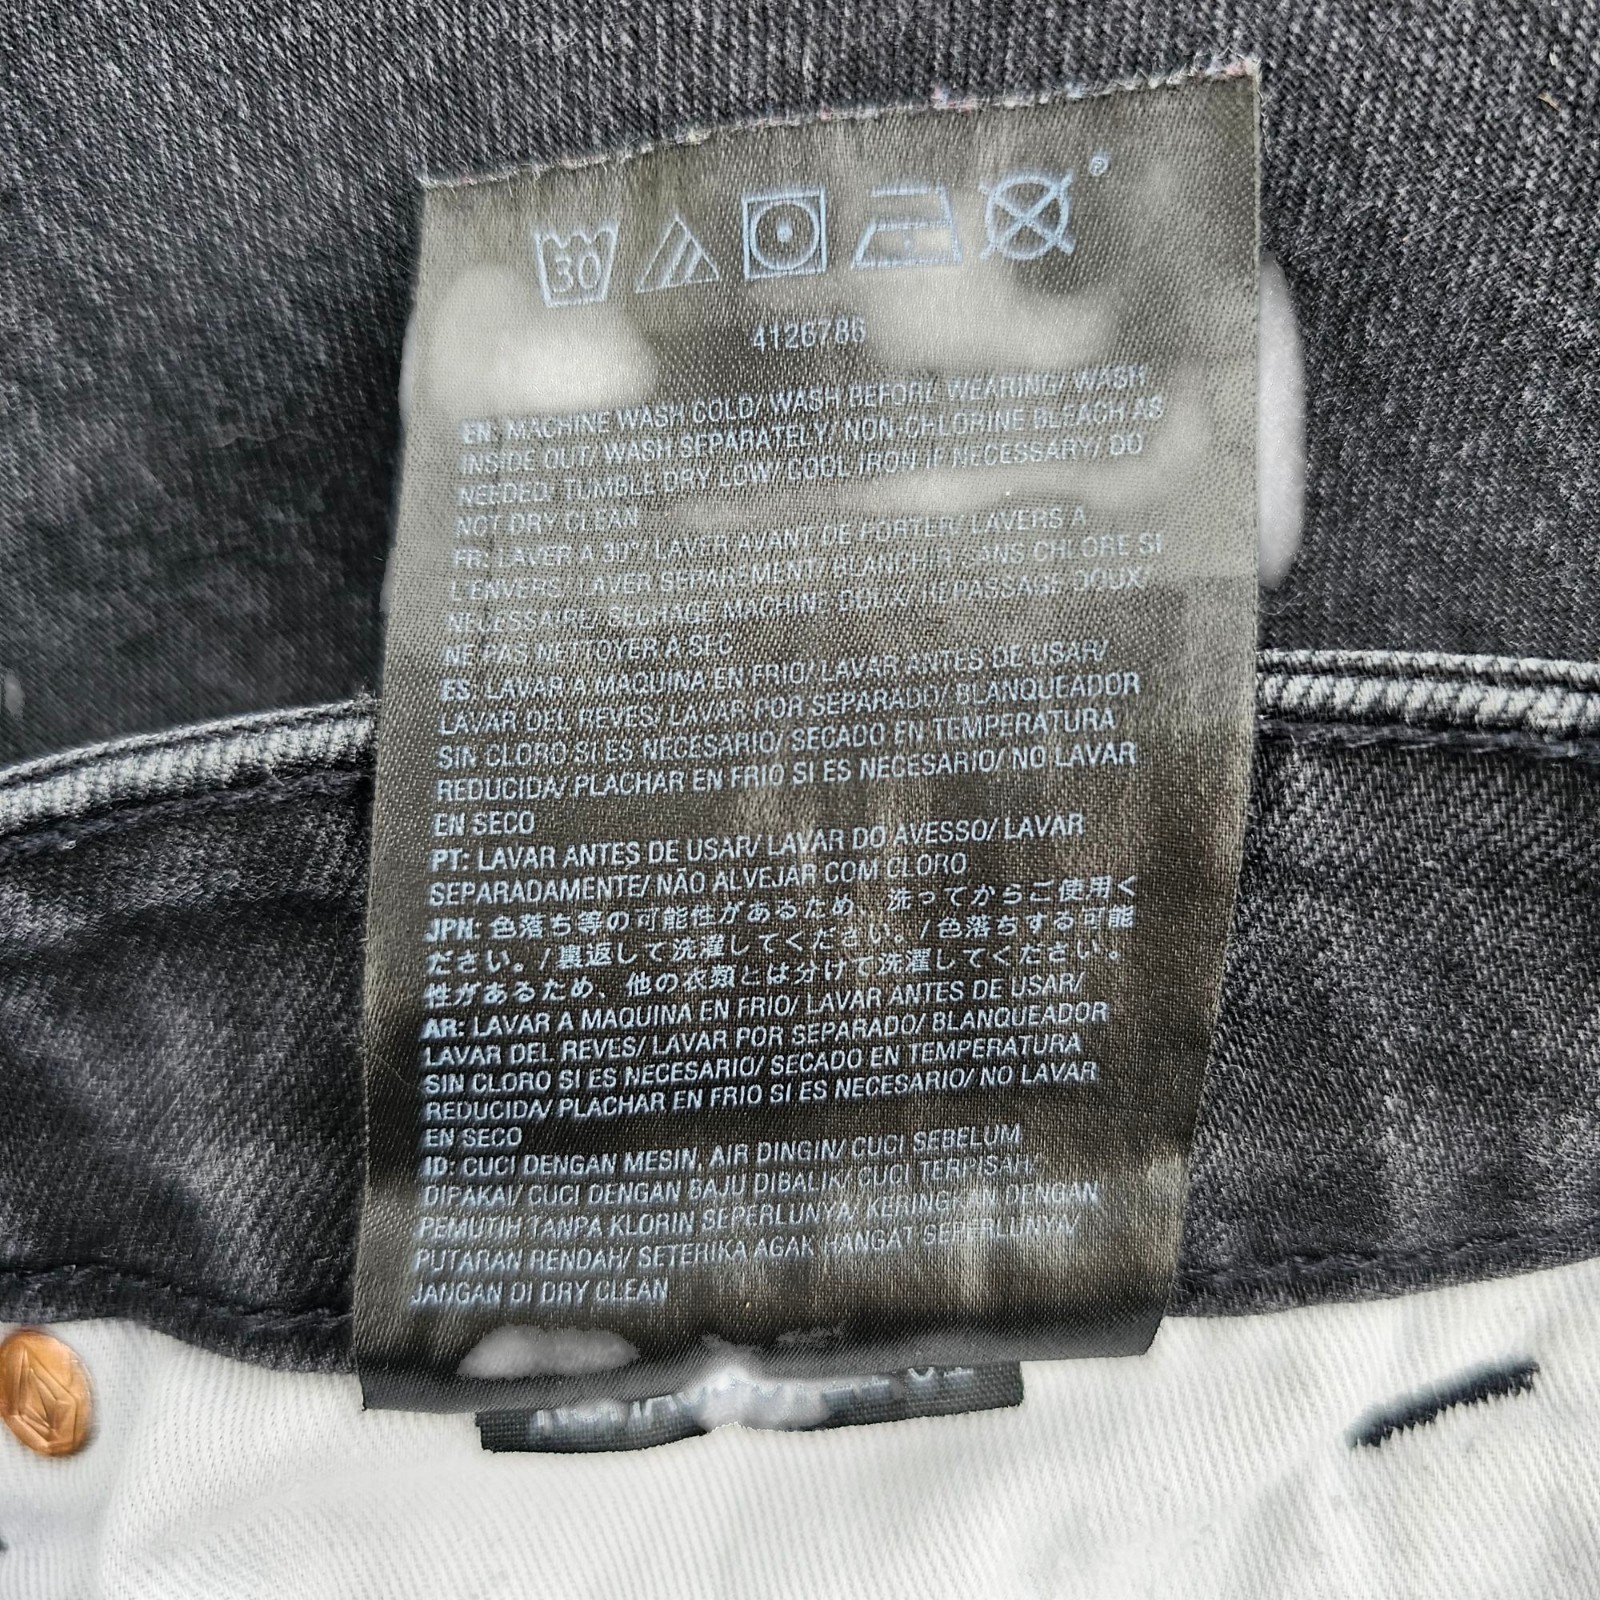 30
®
4126786
EN: MACHINE WASH COLD/ WASH BEFORE WEARING/ WASH
INSIDE OUT/ WASH SEPARATELY/ NON-CHLORINE BLEACH AS
NEEDED/ TUMBLE DRY LOW/ COOL IRON IF NECESSARY/ DO
NOT DRY CLEAN
FR: LAVER A 30°/ LAVER AVANT DE PORTER/ LAVERS A
L'ENVERS/ LAVER SEPAREMENT/ BLANCHIR SANS CHLORE SI
NECESSAIRE/ SECHAGE MACHINE DOUX/ REPASSAGE DOUX/
NE PAS NETTOYER A SEC
ES: LAVAR A MAQUINA EN FRIO/ LAVAR ANTES DE USAR/
LAVAR DEL REVES/ LAVAR POR SEPARADO/ BLANQUEADOR
SIN CLORO SI ES NECESARIO/ SECADO EN TEMPERATURA
REDUCIDA/ PLACHAR EN FRIO SI ES NECESARIO/ NO LAVAR
EN SECO
PT: LAVAR ANTES DE USAR/ LAVAR DO AVESSO/ LAVAR
SEPARADAMENTE/ NÃO ALVEJAR COM CLORO
JPN: 色落ち等の可能性があるため、洗ってからご使用く
ださい。/裏返して洗濯してください。/色落ちする可能
性があるため、他の衣類とは分けて洗濯してください。
AR: LAVAR A MAQUINA EN FRIO/ LAVAR ANTES DE USAR/
LAVAR DEL REVES/ LAVAR POR SEPARADO/ BLANQUEADOR
SIN CLORO SI ES NECESARIO/ SECADO EN TEMPERATURA
REDUCIDA/ PLACHAR EN FRIO SI ES NECESARIO/ NO LAVAR
EN SECO
ID: CUCI DENGAN MESIN, AIR DINGIN/ CUCI SEBELUM
DIPAKAI/ CUCI DENGAN BAJU DIBALIK/ CUCI TERPISAH/
PEMUTIH TANPA KLORIN SEPERLUNYA/ KERINGKAN DENGAN
PUTARAN RENDAH/ SETERIKA AGAK HANGAT SEPERLUNYA/
JANGAN DI DRY CLEAN